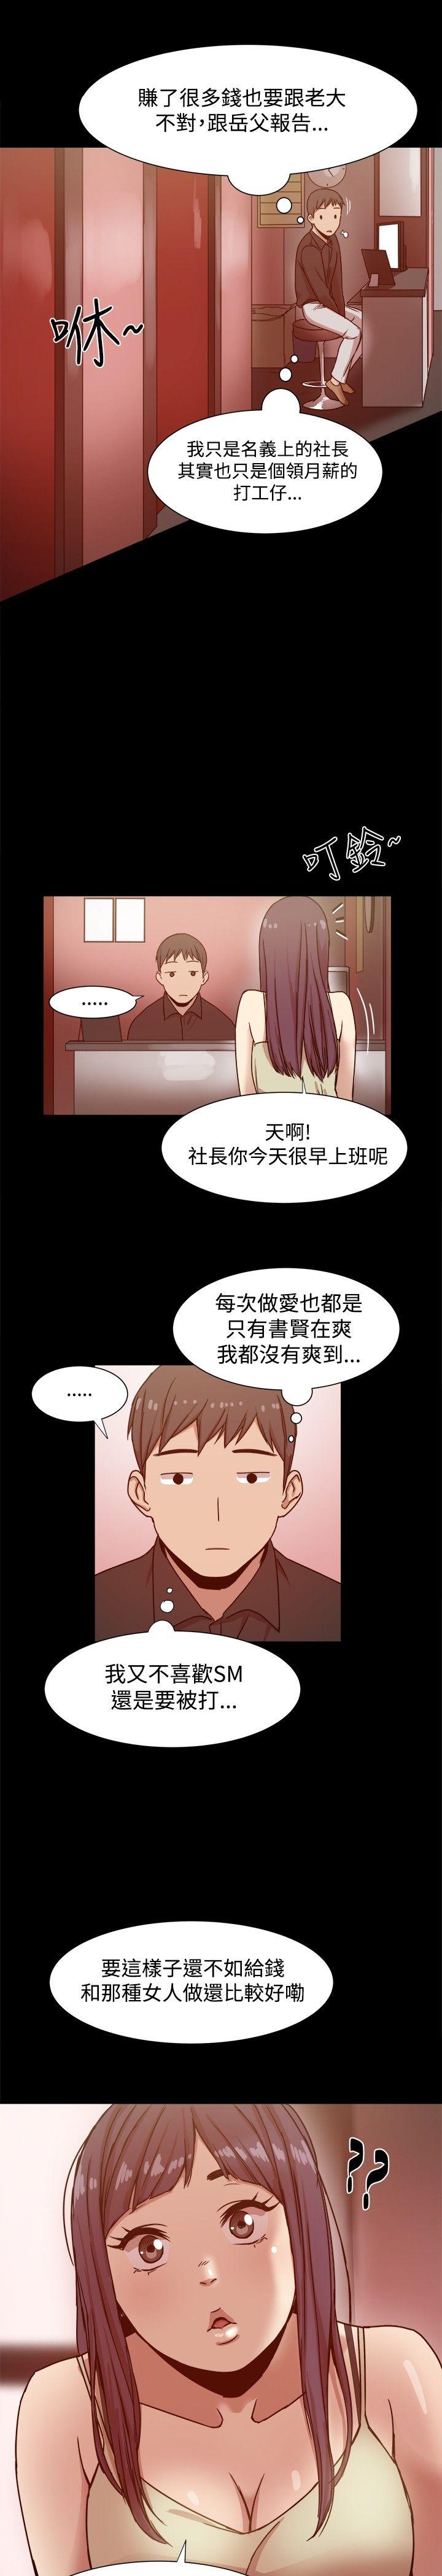 賺了很多錢也要跟老大
不對,跟岳父報告...
咻~
我只是名義上的社長
其實也只是個領月薪的
打工仔...
叮鈴~
.....
天啊!
社長你今天很早上班呢
每次做愛也都是
只有書賢在爽
我都沒有爽到...
.....
我又不喜歡SM
還是要被打...
要這樣子還不如給錢
和那種女人做還比較好嘞
??